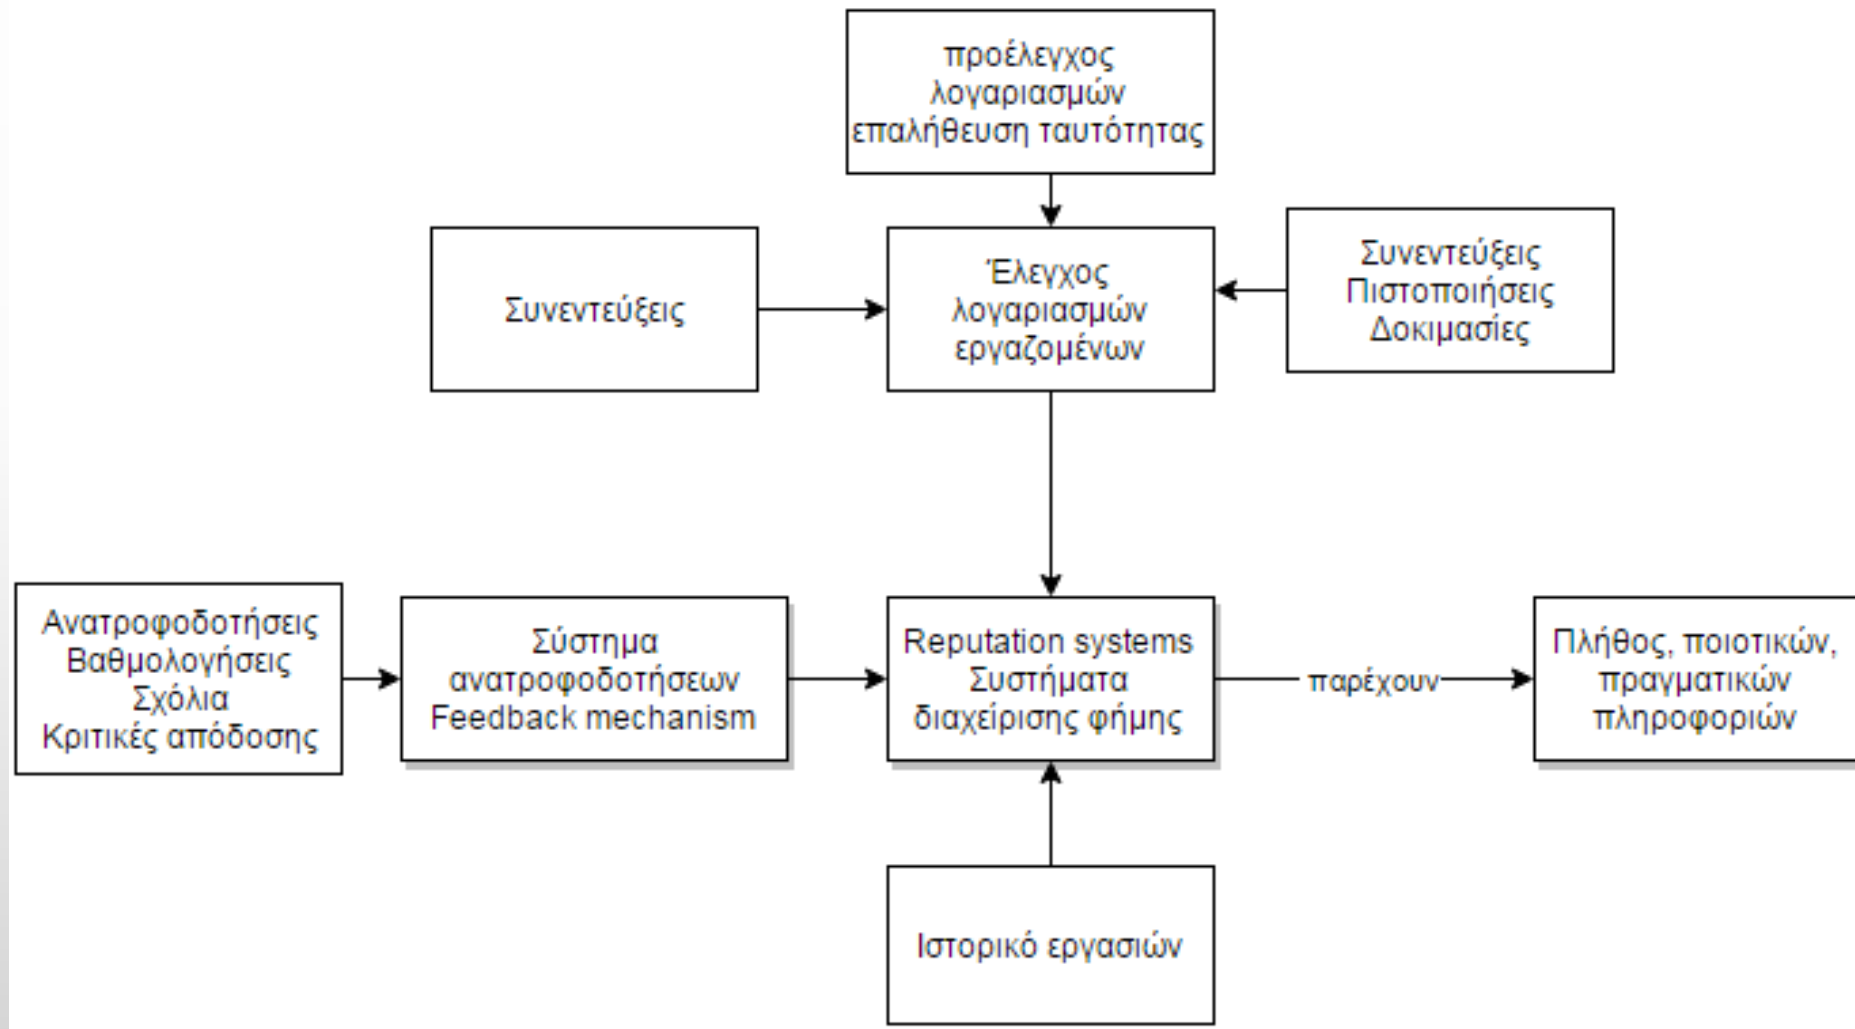 προέλεγχος
λογαριασμών
επαλήθευση ταυτότητας
Συνεντεύξεις
Έλεγχος
λογαριασμών
εργαζομένων
Συνεντεύξεις
Πιστοποιήσεις
Δοκιμασίες
Ανατροφοδοτήσεις
Βαθμολογήσεις
Σχόλια
Κριτικές απόδοσης
Σύστημα
ανατροφοδοτήσεων
Feedback mechanism
Reputation systems
Συστήματα
διαχείρισης φήμης
παρέχουν
Πλήθος, ποιοτικών,
πραγματικών
πληροφοριών
Ιστορικό εργασιών